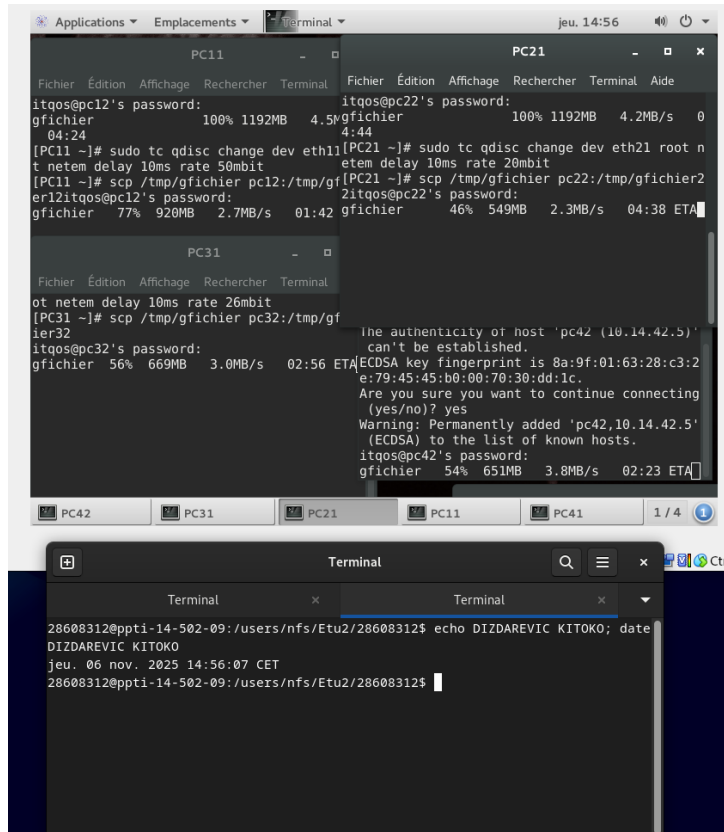 Applications Emplacements Terminal jeu. 14:56
PC11
Fichier Édition Affichage Rechercher Terminal
itqos@pc12's password:
gfichier 100% 1192MB 4.5M
04:24
[PC11 ~]# sudo tc qdisc change dev eth11
t netem delay 10ms rate 50mbit
[PC11 ~]# scp /tmp/gfichier pc12:/tmp/gf
er12itqos@pc12's password:
gfichier 77% 920MB 2.7MB/s 01:42
PC21
Fichier Édition Affichage Rechercher Terminal Aide
itqos@pc22's password:
gfichier 100% 1192MB 4.2MB/s 0
4:44
[PC21 ~]# sudo tc qdisc change dev eth21 root n
etem delay 10ms rate 20mbit
[PC21 ~]# scp /tmp/gfichier pc22:/tmp/gfichier2
2itqos@pc22's password:
gfichier 46% 549MB 2.3MB/s 04:38 ETA
PC31
Fichier Édition Affichage Rechercher Terminal
ot netem delay 10ms rate 26mbit
[PC31 ~]# scp /tmp/gfichier pc32:/tmp/gf
ier32
itqos@pc32's password:
gfichier 56% 669MB 3.0MB/s 02:56 ETA
The authenticity of host 'pc42 (10.14.42.5)'
can't be established.
ECDSA key fingerprint is 8a:9f:01:63:28:c3:2
e:79:45:45:b0:00:70:30:dd:1c.
Are you sure you want to continue connecting
(yes/no)? yes
Warning: Permanently added 'pc42,10.14.42.5'
(ECDSA) to the list of known hosts.
itqos@pc42's password:
gfichier 54% 651MB 3.8MB/s 02:23 ETA
PC42 PC31 PC21 PC11 PC41 1 / 4 1
Ct
Terminal
Terminal Terminal
28608312@ppti-14-502-09:/users/nfs/Etu2/28608312$ echo DIZDAREVIC KITOKO; date
DIZDAREVIC KITOKO
jeu. 06 nov. 2025 14:56:07 CET
28608312@ppti-14-502-09:/users/nfs/Etu2/28608312$